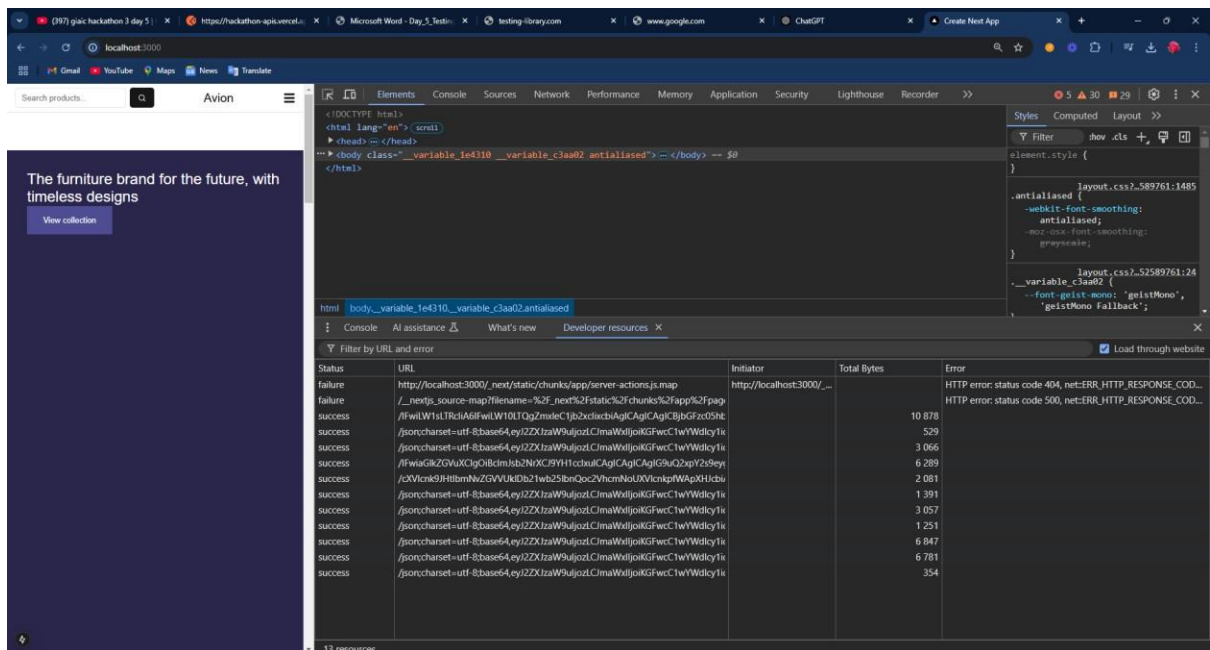 (397) giaic hackathon 3 day 5 |
https://hackathon-apis.vercel.a
Microsoft Word - Day_5_Testin
testing-library.com
www.google.com
ChatGPT
Create Next App
localhost:3000
Gmail YouTube Maps News Translate
Search products... Avion
The furniture brand for the future, with
timeless designs
View collection
Elements Console Sources Network Performance Memory Application Security Lighthouse Recorder >> 5 30 29
<!DOCTYPE html>
<html lang="en"> scroll
<head> ... </head>
<body class="__variable_1e4310 __variable_c3aa02 antialiased"> ... </body> == $0
</html>
html body.__variable_1e4310.__variable_c3aa02.antialiased
Styles Computed Layout >>
Filter :hov .cls +
element.style {
}
layout.css?…589761:1485
.antialiased {
-webkit-font-smoothing:
antialiased;
-moz-osx-font-smoothing:
grayscale;
}
layout.css?…52589761:24
.__variable_c3aa02 {
--font-geist-mono: 'geistMono',
'geistMono Fallback';
Console AI assistance What's new Developer resources ×
Filter by URL and error Load through website
Status URL Initiator Total Bytes Error
failure http://localhost:3000/_next/static/chunks/app/server-actions.js.map http://localhost:3000/_... HTTP error: status code 404, net::ERR_HTTP_RESPONSE_COD...
failure /__nextjs_source-map?filename=%2F_next%2Fstatic%2Fchunks%2Fapp%2Fpag HTTP error: status code 500, net::ERR_HTTP_RESPONSE_COD...
success 10 878
success 529
success 3 066
success 6 289
success 2 081
success 1 391
success 3 057
success 1 251
success 6 847
success 6 781
success 354
13 resources